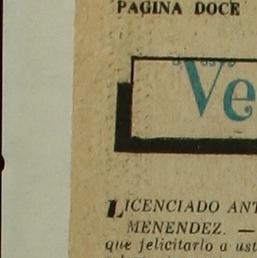 PAGINA DOCE
Ve
LICENCIADO ANT
MENENDEZ. —
que felicitarlo a ust